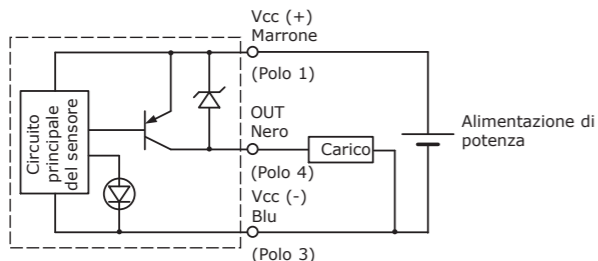 Vcc (+)
Marrone
(Polo 1)
Circuito
principale
del sensore
OUT
Nero
Carico
(Polo 4)
Alimentazione di
potenza
Vcc (-)
Blu
(Polo 3)